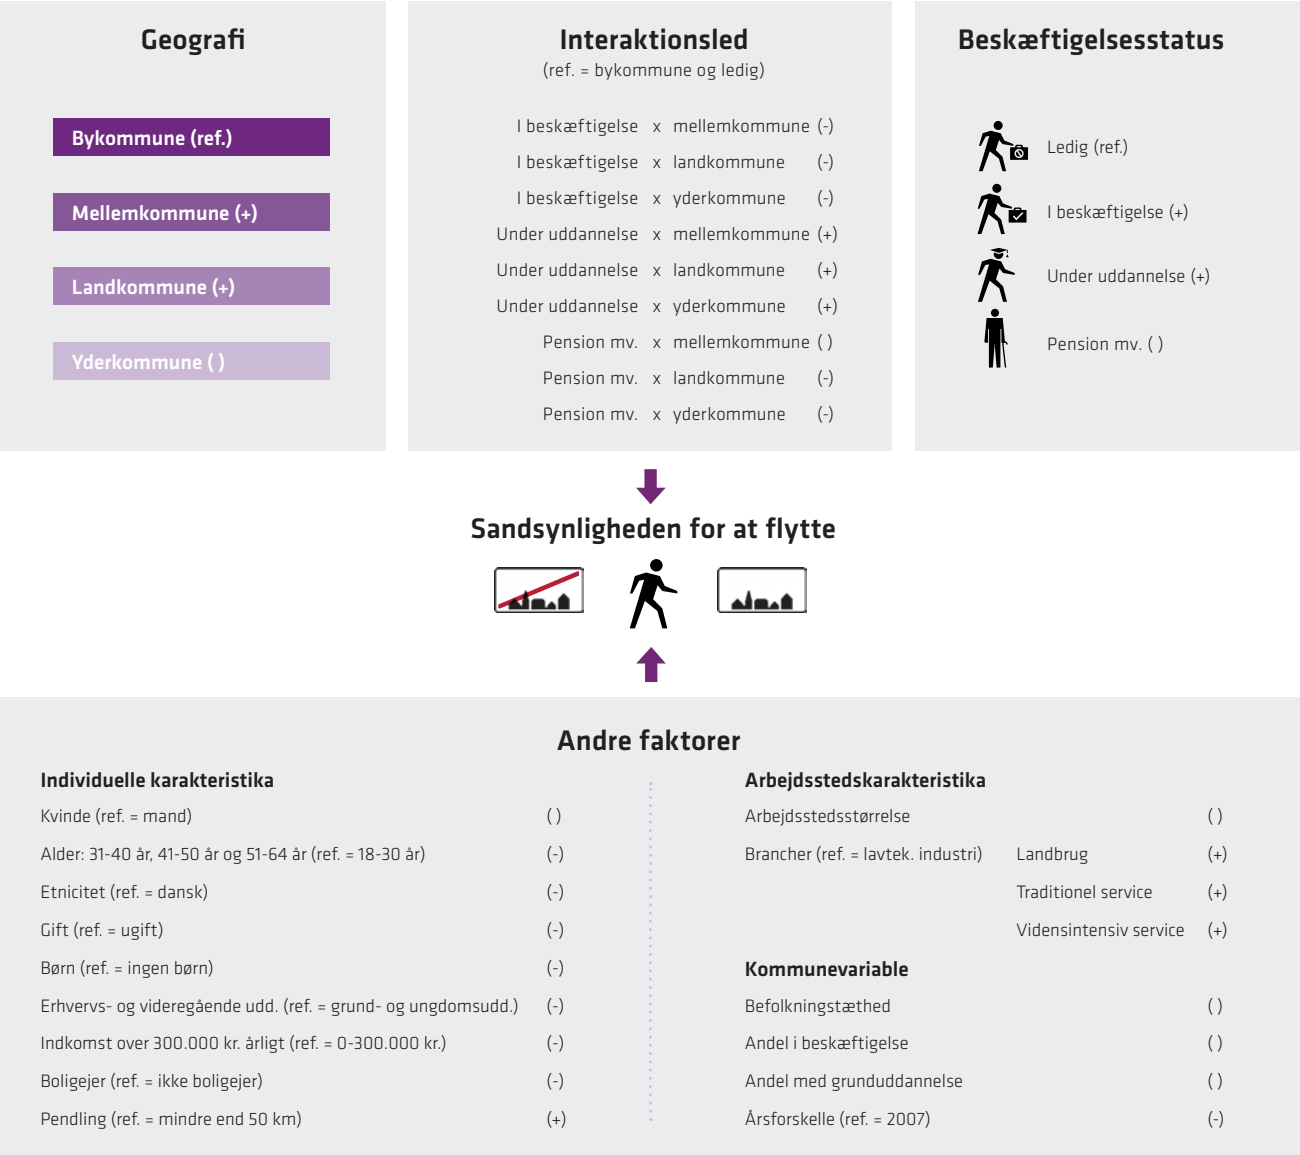 Geografi
Bykommune (ref.)
Mellemkommune (+)
Landkommune (+)
Yderkommune ( )
Interaktionsled
(ref. = bykommune og ledig)
I beskæftigelse x mellemkommune (-)
I beskæftigelse x landkommune (-)
I beskæftigelse x yderkommune (-)
Under uddannelse x mellemkommune (+)
Under uddannelse x landkommune (+)
Under uddannelse x yderkommune (+)
Pension mv. x mellemkommune ( )
Pension mv. x landkommune (-)
Pension mv. x yderkommune (-)
Beskæftigelsesstatus
Ledig (ref.)
I beskæftigelse (+)
Under uddannelse (+)
Pension mv. ( )
Sandsynligheden for at flytte
Andre faktorer
Individuelle karakteristika
Kvinde (ref. = mand) ( )
Alder: 31-40 år, 41-50 år og 51-64 år (ref. = 18-30 år) (-)
Etnicitet (ref. = dansk) (-)
Gift (ref. = ugift) (-)
Børn (ref. = ingen børn) (-)
Erhvervs- og videregående udd. (ref. = grund- og ungdomsudd.) (-)
Indkomst over 300.000 kr. årligt (ref. = 0-300.000 kr.) (-)
Boligejer (ref. = ikke boligejer) (-)
Pendling (ref. = mindre end 50 km) (+)
Arbejdsstedskarakteristika
Arbejdsstedsstørrelse ( )
Brancher (ref. = lavtek. industri) Landbrug (+)
Traditionel service (+)
Vidensintensiv service (+)
Kommunevariable
Befolkningstæthed ( )
Andel i beskæftigelse ( )
Andel med grunduddannelse ( )
Årsforskelle (ref. = 2007) (-)